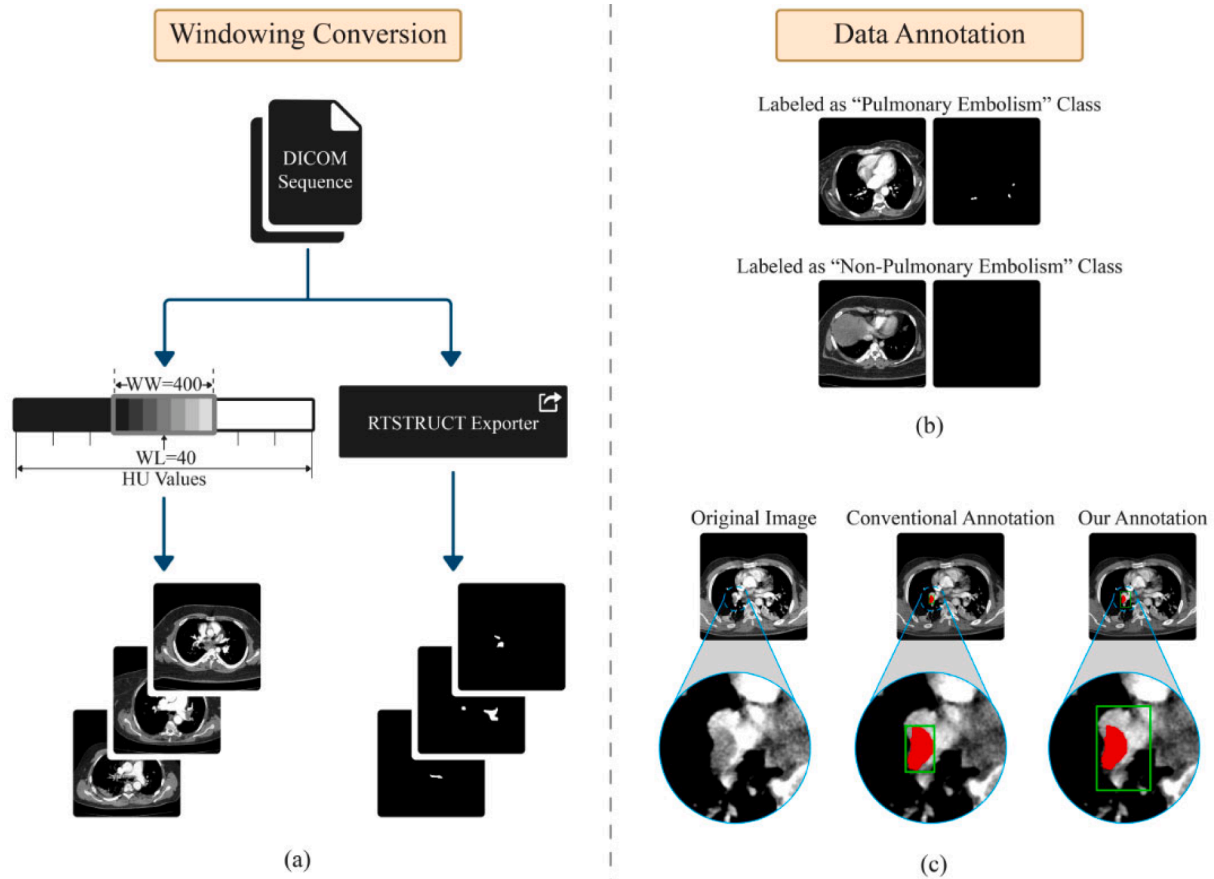 Windowing Conversion
DICOM
Sequence
WW=400
WL=40
HU Values
RTSTRUCT Exporter
(a)
Data Annotation
Labeled as “Pulmonary Embolism” Class
Labeled as “Non-Pulmonary Embolism” Class
(b)
Original Image
Conventional Annotation
Our Annotation
(c)